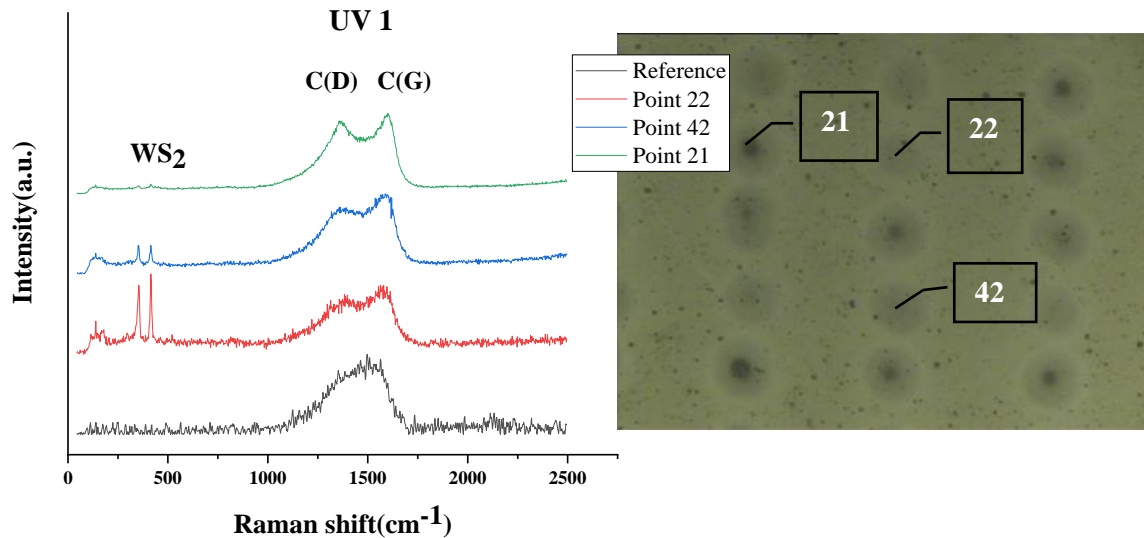 UV 1
C(D) C(G)
WS2
Intensity(a.u.)
0 500 1000 1500 2000 2500
Raman shift(cm-1)
Reference
Point 22
Point 42
Point 21
21
22
42